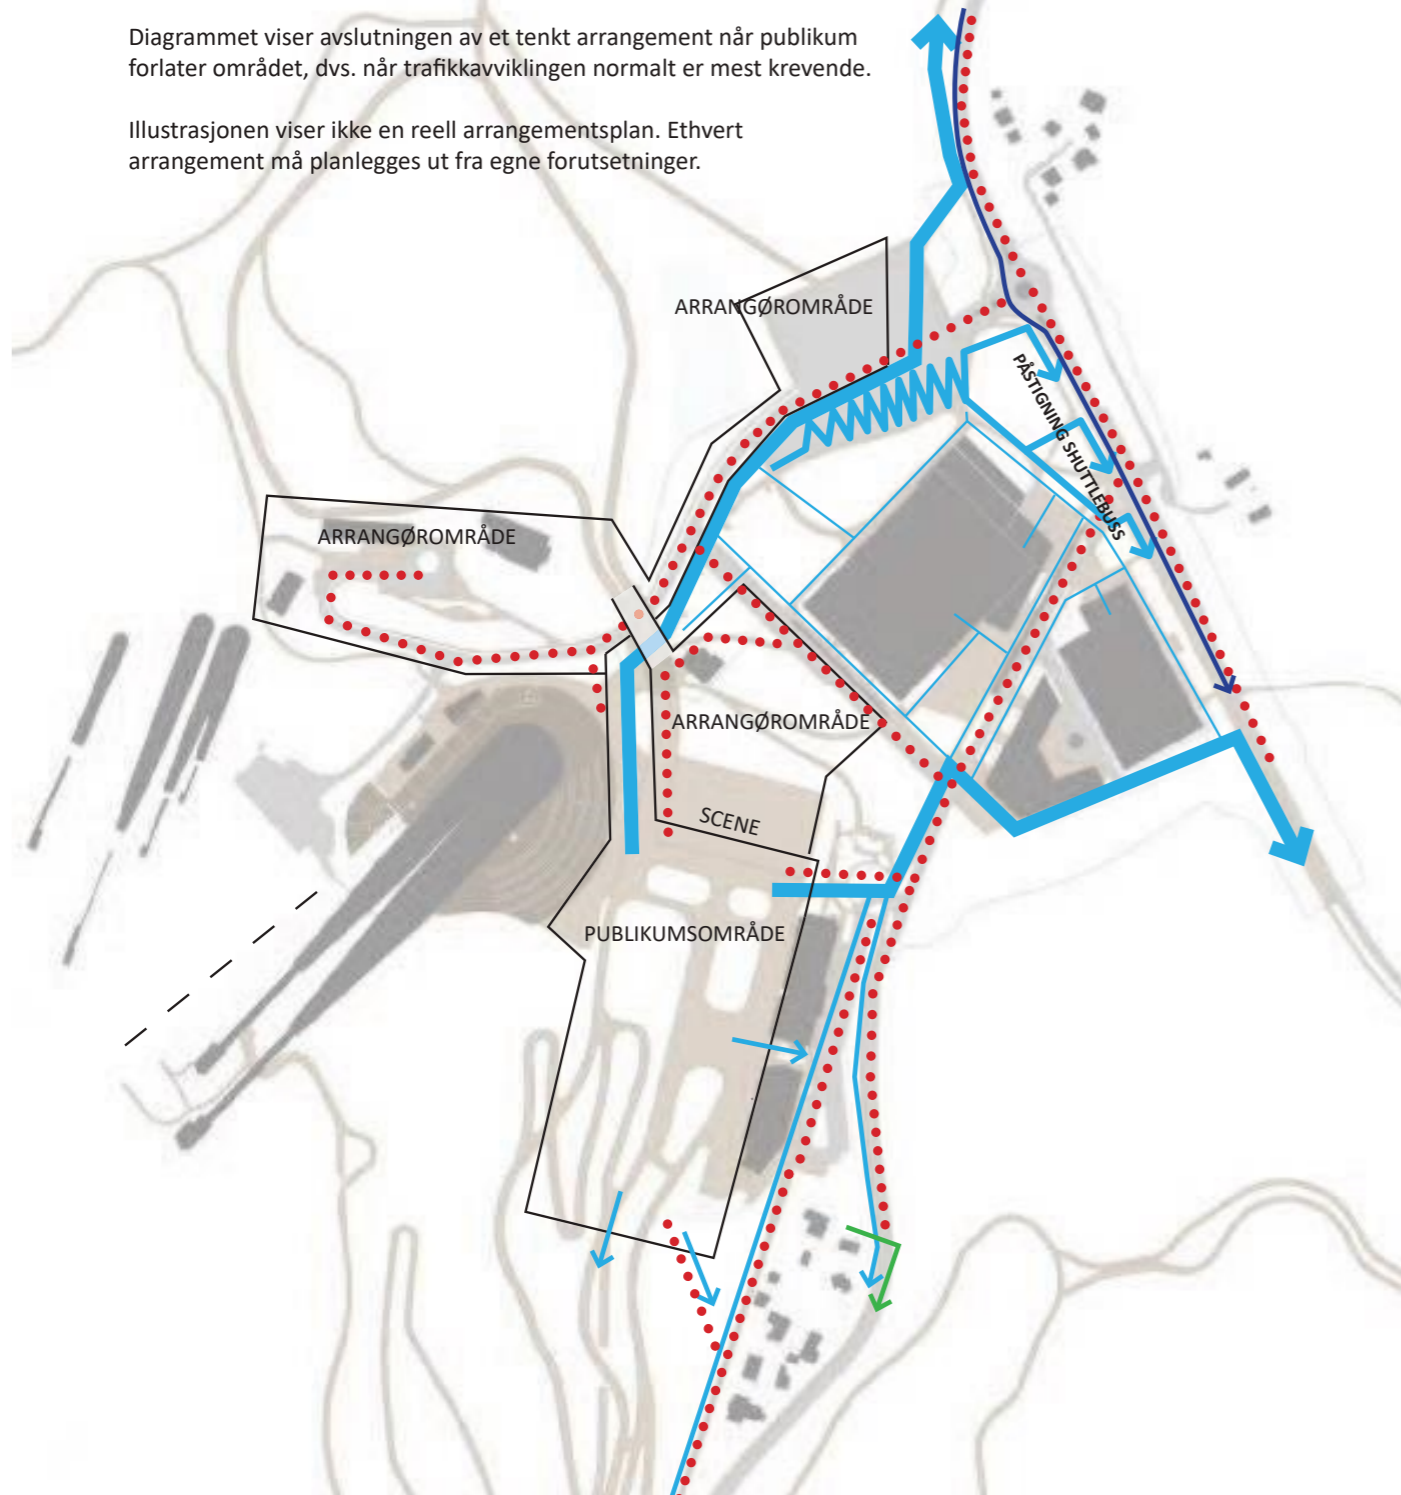 Diagrammet viser avslutningen av et tenkt arrangement når publikum
forlater området, dvs. når trafikkavviklingen normalt er mest krevende.
Illustrasjonen viser ikke en reell arrangementsplan. Ethvert
arrangement må planlegges ut fra egne forutsetninger.
ARRANGØROMRÅDE
PÅSTIGNING SHUTTLEBUSS
ARRANGØROMRÅDE
ARRANGØROMRÅDE
SCENE
PUBLIKUMSOMRÅDE